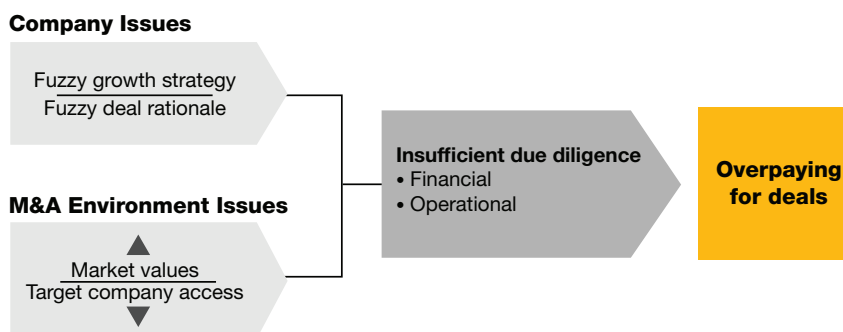 Company Issues
Fuzzy growth strategy
Fuzzy deal rationale
Insufficient due diligence
• Financial
• Operational
Overpaying
for deals
M&A Environment Issues
Market values
Target company access